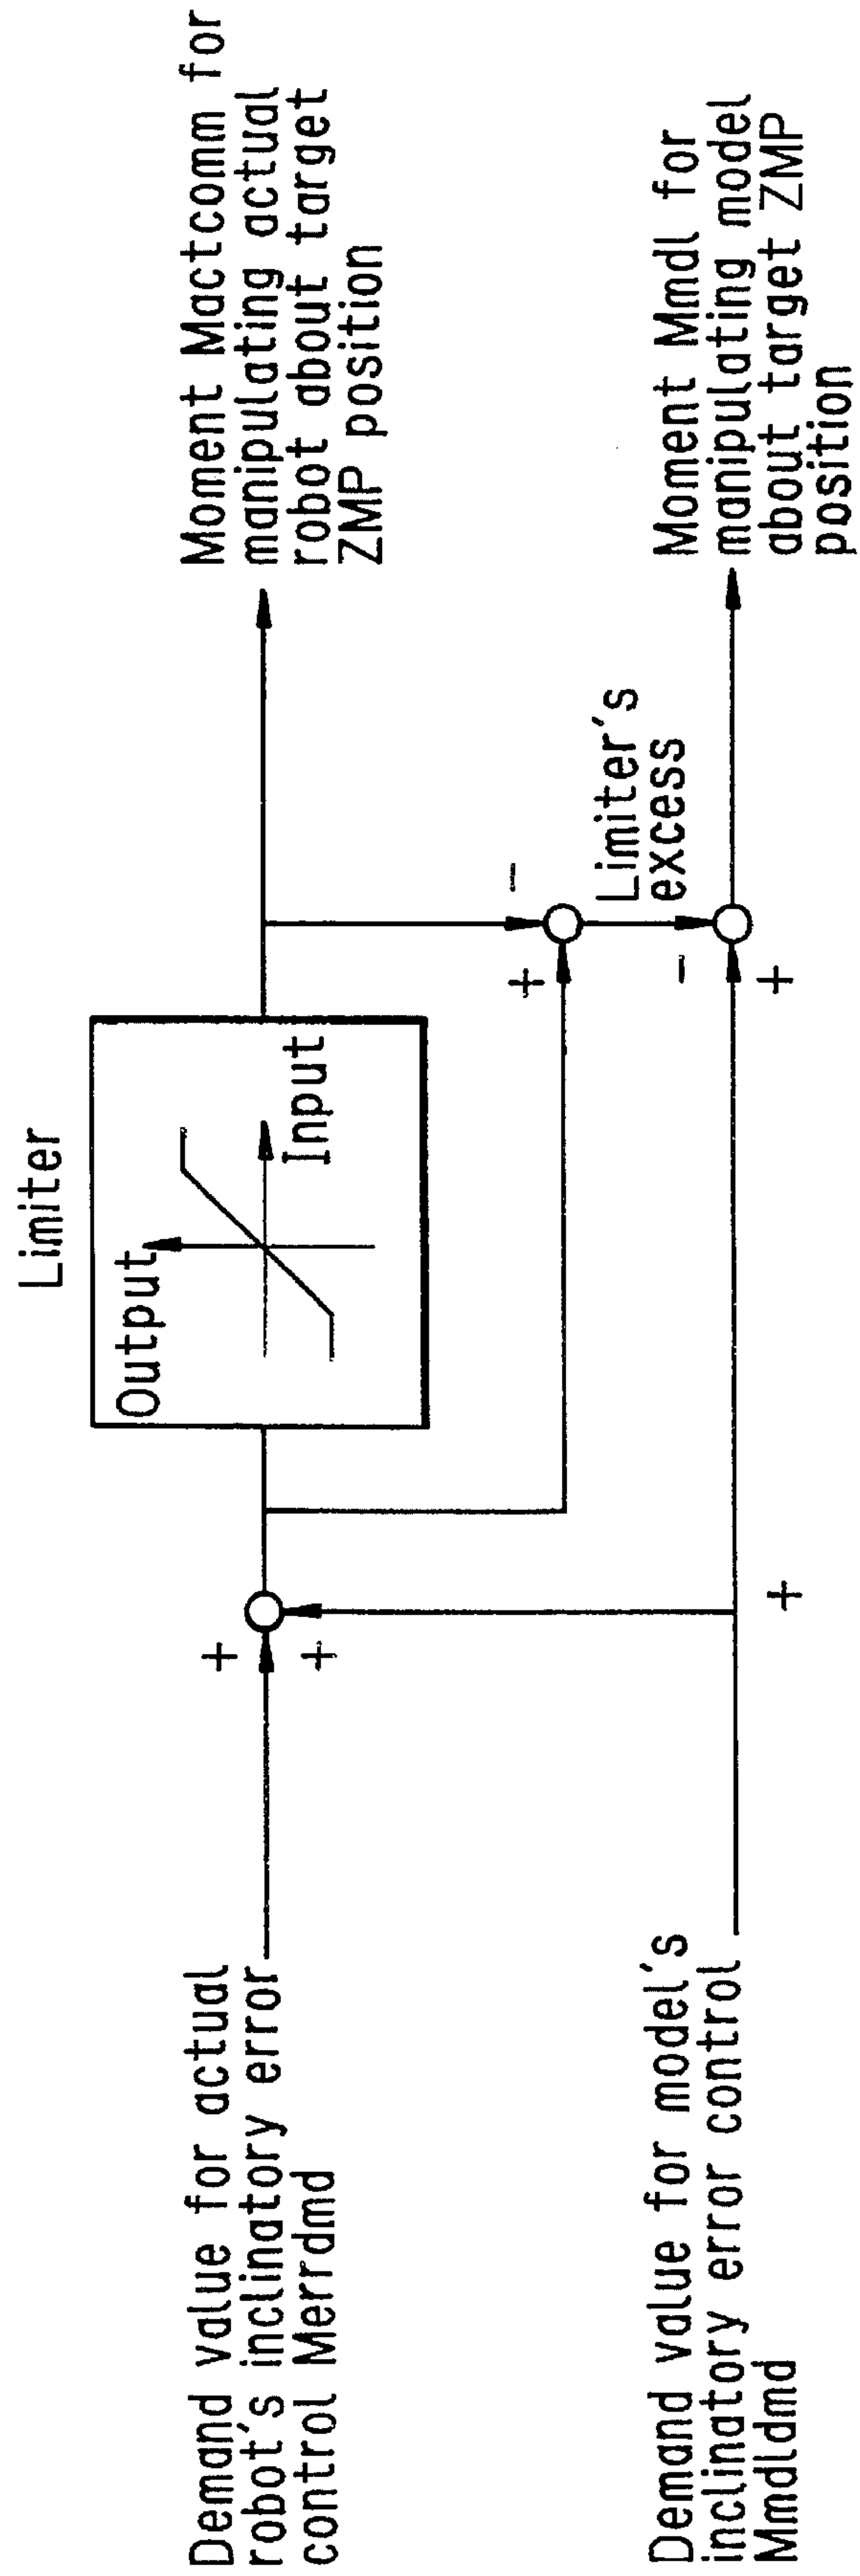 Limiter
Output
Input
Demand value for actual
robot's inclinatory error
control Merrdmd
+
+
Moment Mactcomm for
manipulating actual
robot about target
ZMP position
+
-
Limiter's
excess
Demand value for model's
inclinatory error control
Mmdldmd
+
-
+
Moment Mmdl for
manipulating model
about target ZMP
position